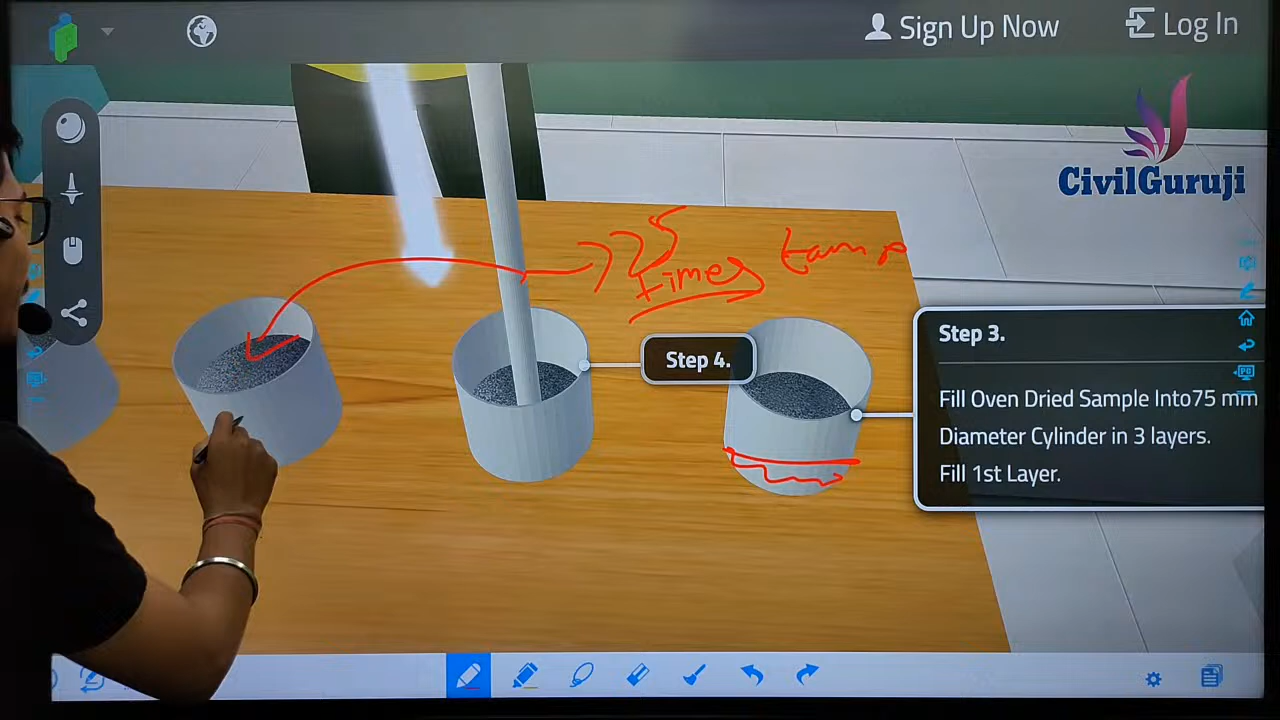 Sign Up Now
Log In
CivilGuruji
25
times tamp
Step 4.
Step 3.
Fill Oven Dried Sample Into75 mm
Diameter Cylinder in 3 layers.
Fill 1st Layer.